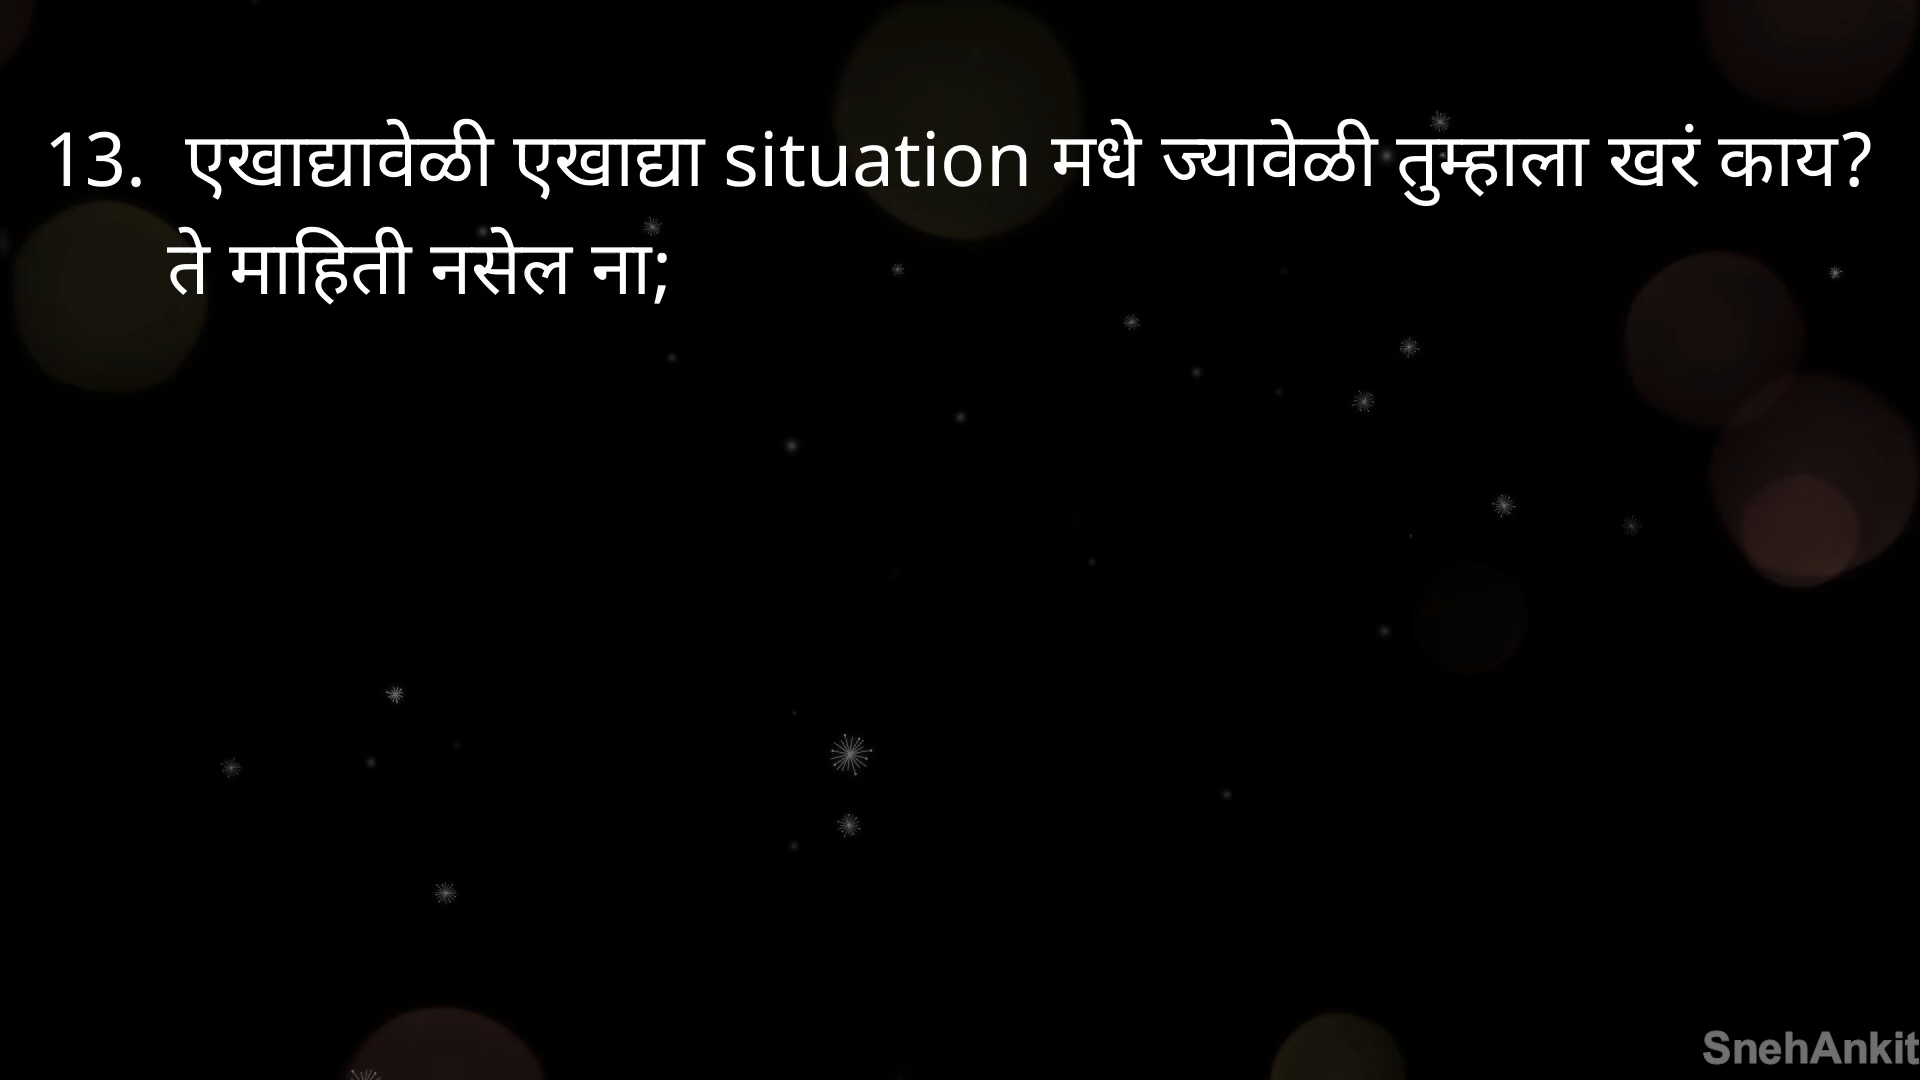 13. एखाद्यावेळी एखाद्या situation मधे ज्यावेळी तुम्हाला खरं काय?
ते माहिती नसेल ना;
SnehAnkit